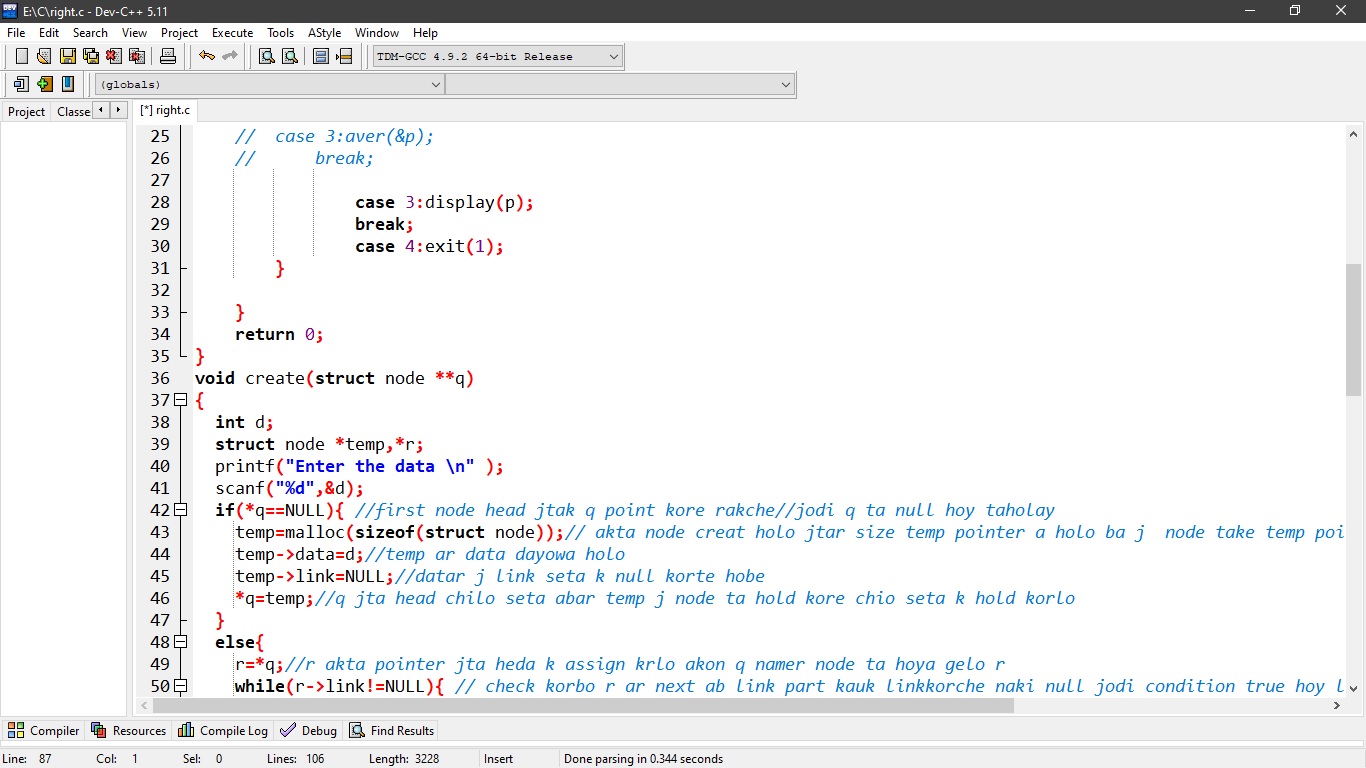 E:\C\right.c - Dev-C++ 5.11
File Edit Search View Project Execute Tools AStyle Window Help
TDM-GCC 4.9.2 64-bit Release
(globals)
Project Classe [*] right.c
25 // case 3:aver(&p);
26 // break;
27
28 case 3:display(p);
29 break;
30 case 4:exit(1);
31 }
32
33 }
34 return 0;
35 }
36 void create(struct node **q)
37 {
38 int d;
39 struct node *temp,*r;
40 printf("Enter the data \n" );
41 scanf("%d",&d);
42 if(*q==NULL){ //first node head jtak q point kore rakche//jodi q ta null hoy taholay
43 temp=malloc(sizeof(struct node));// akta node creat holo jtar size temp pointer a holo ba j node take temp poi
44 temp->data=d;//temp ar data dayowa holo
45 temp->link=NULL;//datar j link seta k null korte hobe
46 *q=temp;//q jta head chilo seta abar temp j node ta hold kore chio seta k hold korlo
47 }
48 else{
49 r=*q;//r akta pointer jta heda k assign krlo akon q namer node ta hoya gelo r
50 while(r->link!=NULL){ // check korbo r ar next ab link part kauk linkkorche naki null jodi condition true hoy l
Compiler Resources Compile Log Debug Find Results
Line: 87 Col: 1 Sel: 0 Lines: 106 Length: 3228 Insert Done parsing in 0.344 seconds